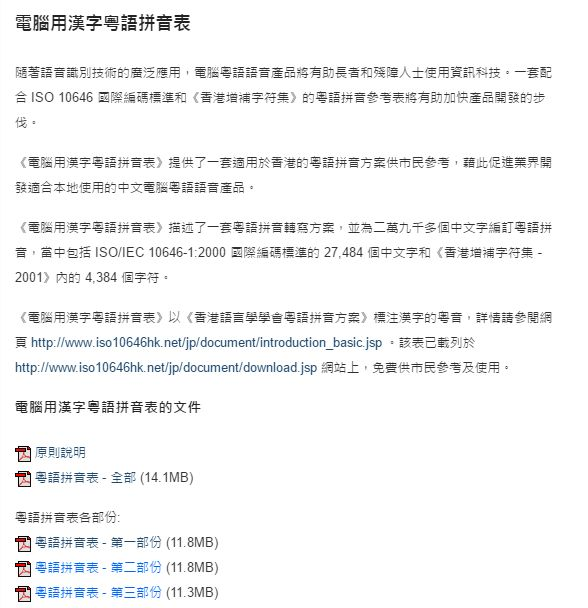 電腦用漢字粵語拼音表
隨著語音識別技術的廣泛應用，電腦粵語語音產品將有助長者和殘障人士使用資訊科技。一套配
合 ISO 10646 國際編碼標準和《香港增補字符集》的粵語拼音參考表將有助加快產品開發的步
伐。
《電腦用漢字粵語拼音表》提供了一套適用於香港的粵語拼音方案供市民參考，藉此促進業界開
發適合本地使用的中文電腦粵語語音產品。
《電腦用漢字粵語拼音表》描述了一套粵語拼音轉寫方案，並為二萬九千多個中文字編訂粵語拼
音，當中包括 ISO/IEC 10646-1:2000 國際編碼標準的 27,484 個中文字和《香港增補字符集 -
2001》內的 4,384 個字符。
《電腦用漢字粵語拼音表》以《香港語言學學會粵語拼音方案》標注漢字的粵音，詳情請參閱網
頁 http://www.iso10646hk.net/jp/document/introduction_basic.jsp 。該表已載列於
http://www.iso10646hk.net/jp/document/download.jsp 網站上，免費供市民參考及使用。
電腦用漢字粵語拼音表的文件
原則說明
粵語拼音表 - 全部 (14.1MB)
粵語拼音表各部份:
粵語拼音表 - 第一部份 (11.8MB)
粵語拼音表 - 第二部份 (11.8MB)
粵語拼音表 - 第三部份 (11.3MB)